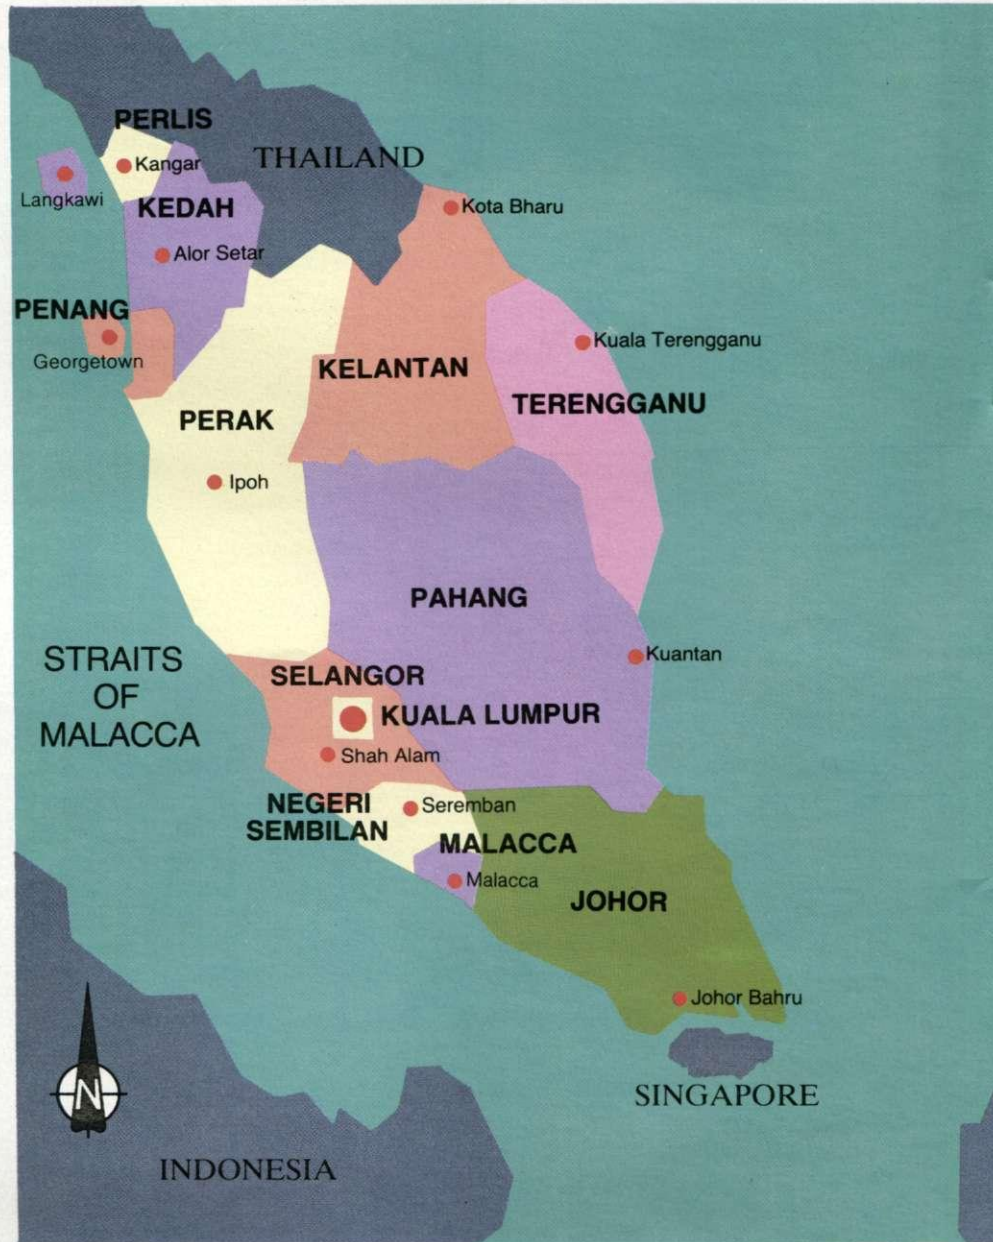 PERLIS
THAILAND
Kangar
Langkawi
KEDAH
Kota Bharu
Alor Setar
PENANG
Georgetown
Kuala Terengganu
KELANTAN
TERENGGANU
PERAK
Ipoh
PAHANG
STRAITS
OF
MALACCA
Kuantan
SELANGOR
KUALA LUMPUR
Shah Alam
NEGERI
SEMBILAN
Seremban
MALACCA
Malacca
JOHOR
Johor Bahru
SINGAPORE
N
INDONESIA